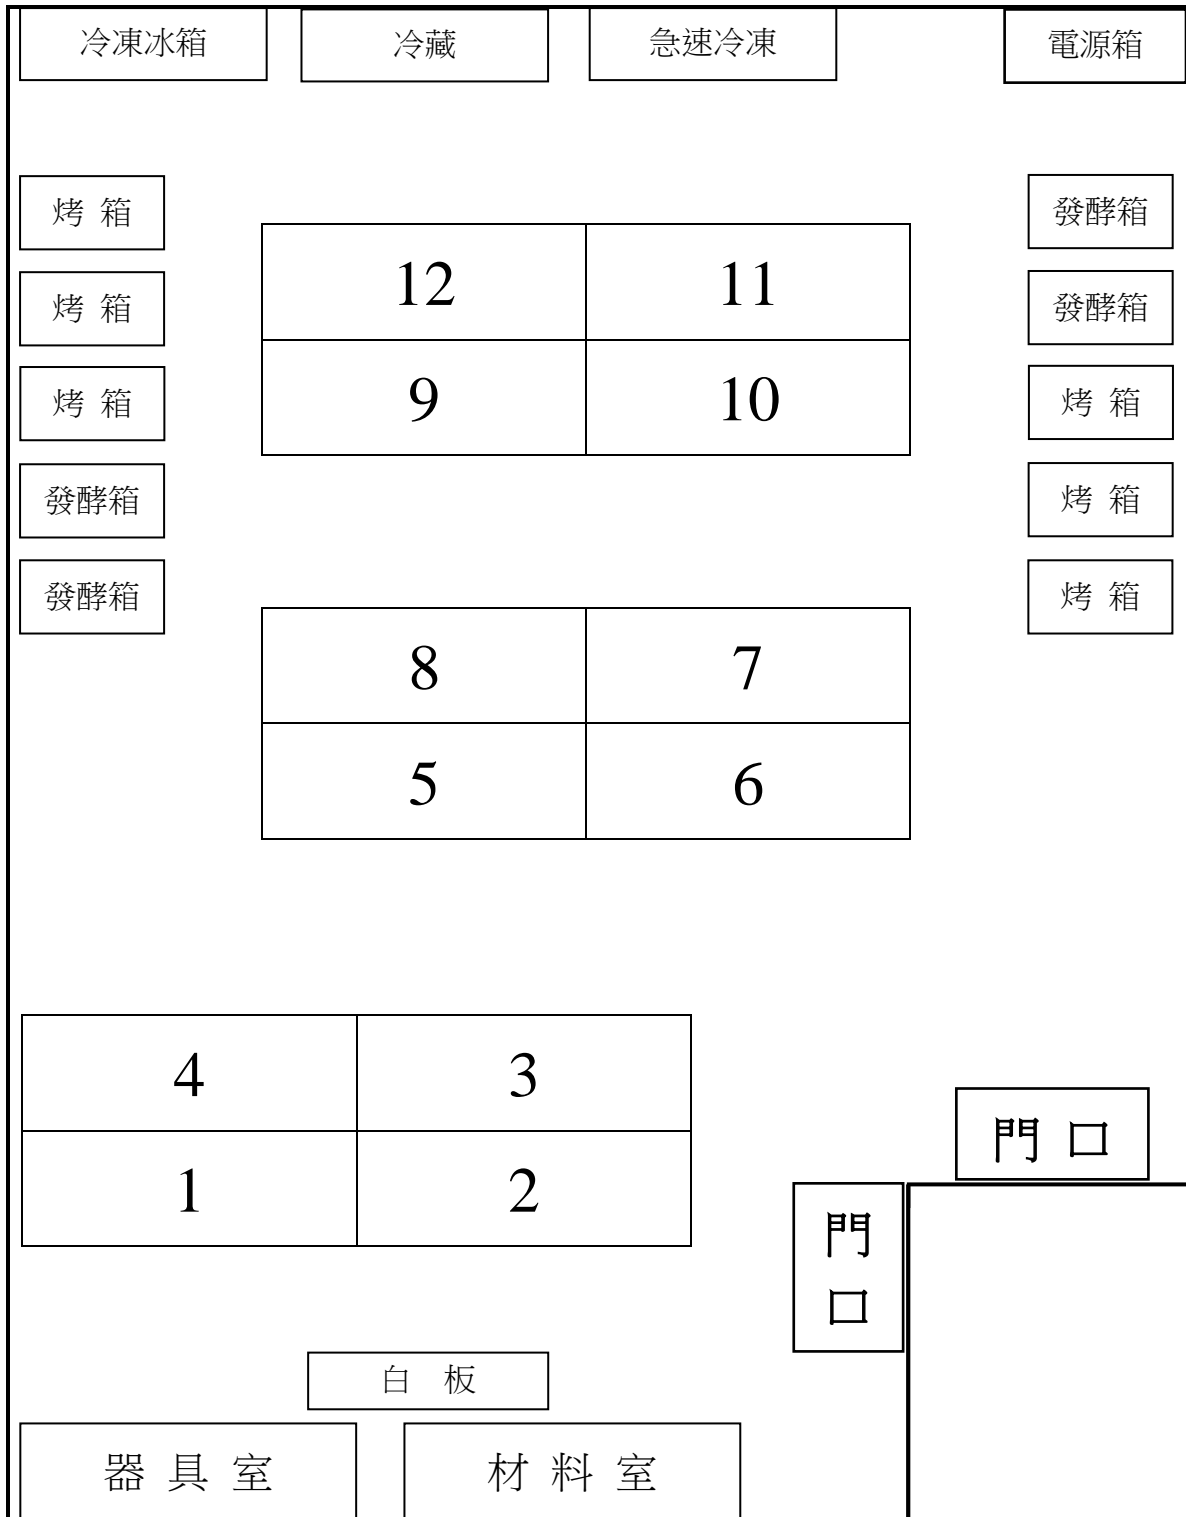 冷凍冰箱
冷藏
急速冷凍
電源箱
烤 箱
發酵箱
12
11
烤 箱
發酵箱
烤 箱
9
10
烤 箱
發酵箱
烤 箱
發酵箱
烤 箱
8
7
5
6
4
3
門 口
1
2
門
口
白 板
器 具 室
材 料 室